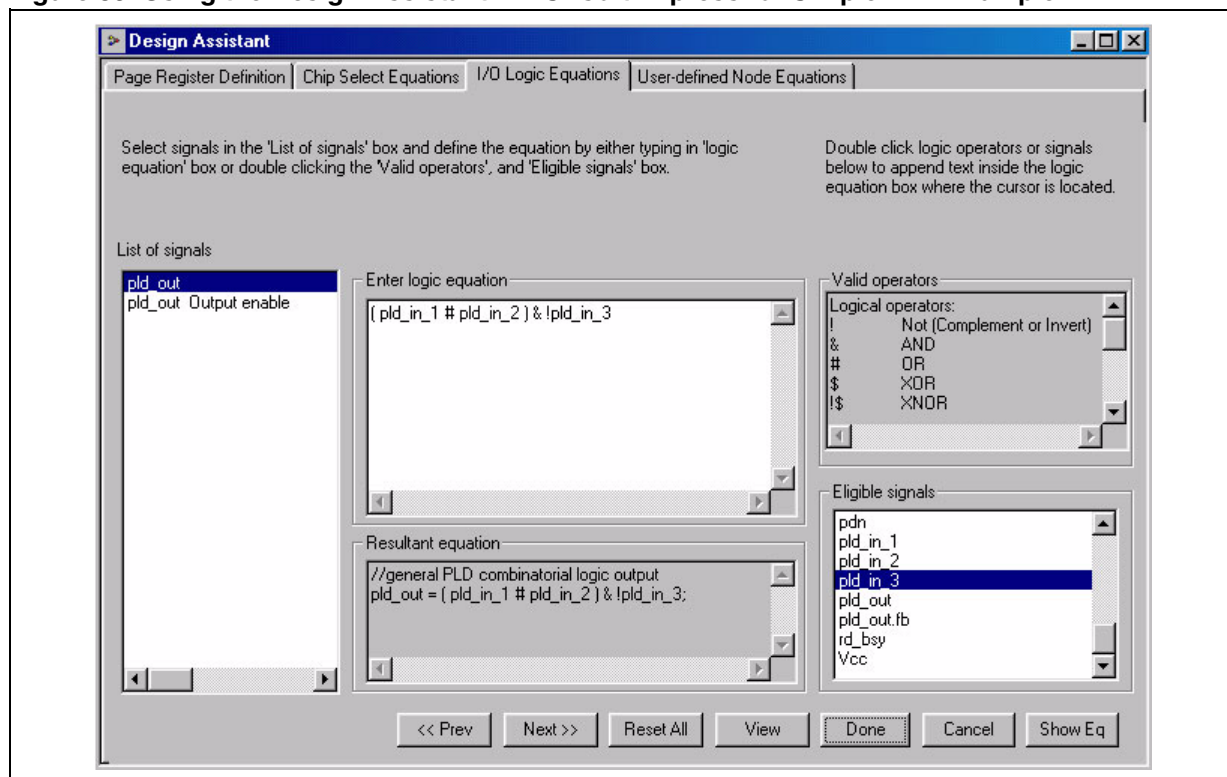 Design Assistant
Page Register Definition Chip Select Equations I/O Logic Equations User-defined Node Equations
Select signals in the 'List of signals' box and define the equation by either typing in 'logic
equation' box or double clicking the 'Valid operators', and 'Eligible signals' box.
Double click logic operators or signals
below to append text inside the logic
equation box where the cursor is located.
List of signals
pld_out
pld_out Output enable
Enter logic equation
( pld_in_1 # pld_in_2 ) & !pld_in_3
Resultant equation
//general PLD combinatorial logic output
pld_out = ( pld_in_1 # pld_in_2 ) & !pld_in_3;
Valid operators
Logical operators:
! Not (Complement or Invert)
& AND
# OR
$ XOR
!$ XNOR
Eligible signals
pdn
pld_in_1
pld_in_2
pld_in_3
pld_out
pld_out.fb
rd_bsy
Vcc
<< Prev Next >> Reset All View Done Cancel Show Eq